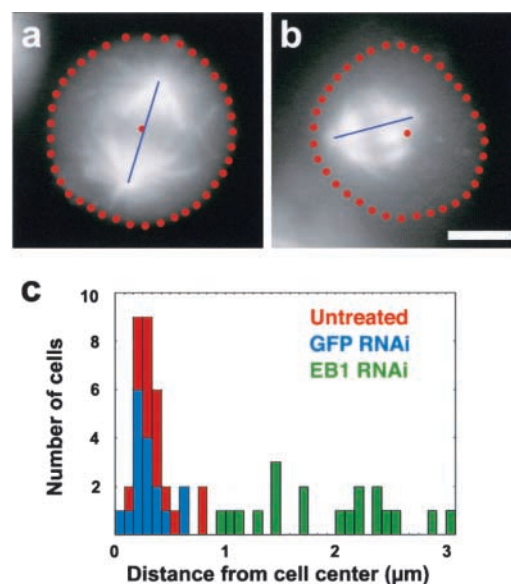 a
b
c
10
8
6
4
2
Number of cells
Untreated
GFP RNAi
EB1 RNAi
0
1
2
3
Distance from cell center (μm)